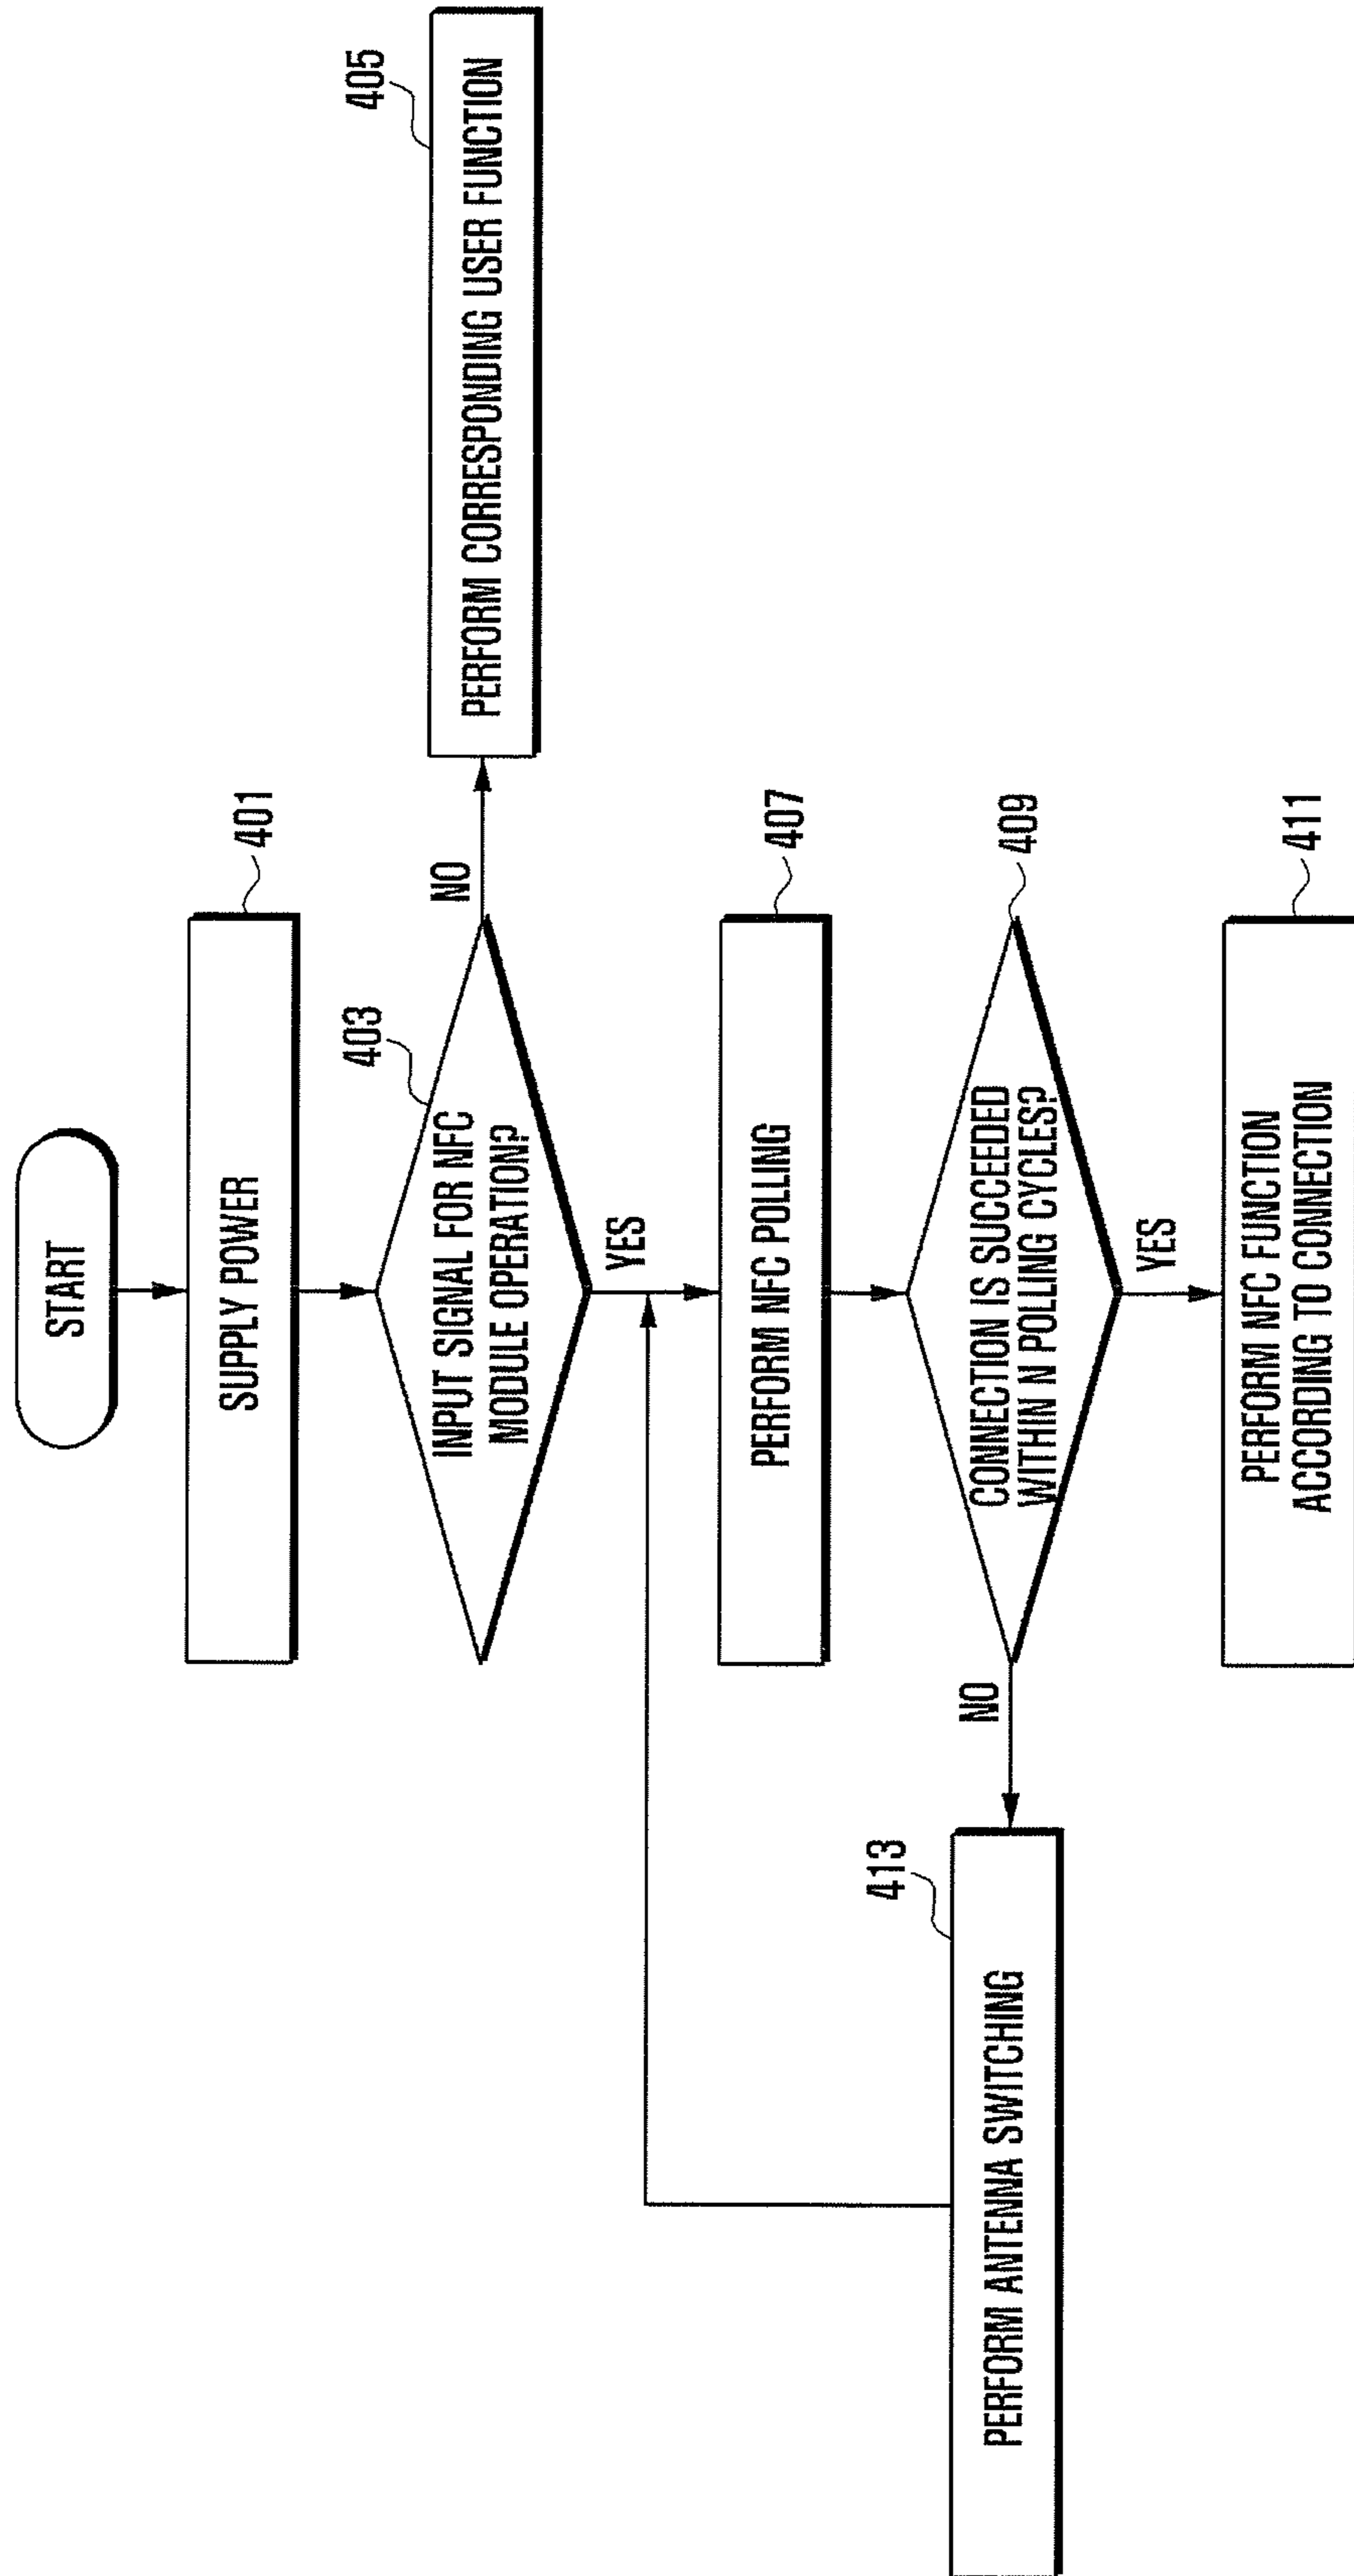 START
401
SUPPLY POWER
403
INPUT SIGNAL FOR NFC
MODULE OPERATION?
NO
405
PERFORM CORRESPONDING USER FUNCTION
YES
407
PERFORM NFC POLLING
409
CONNECTION IS SUCCEEDED
WITHIN N POLLING CYCLES?
NO
413
PERFORM ANTENNA SWITCHING
YES
411
PERFORM NFC FUNCTION
ACCORDING TO CONNECTION